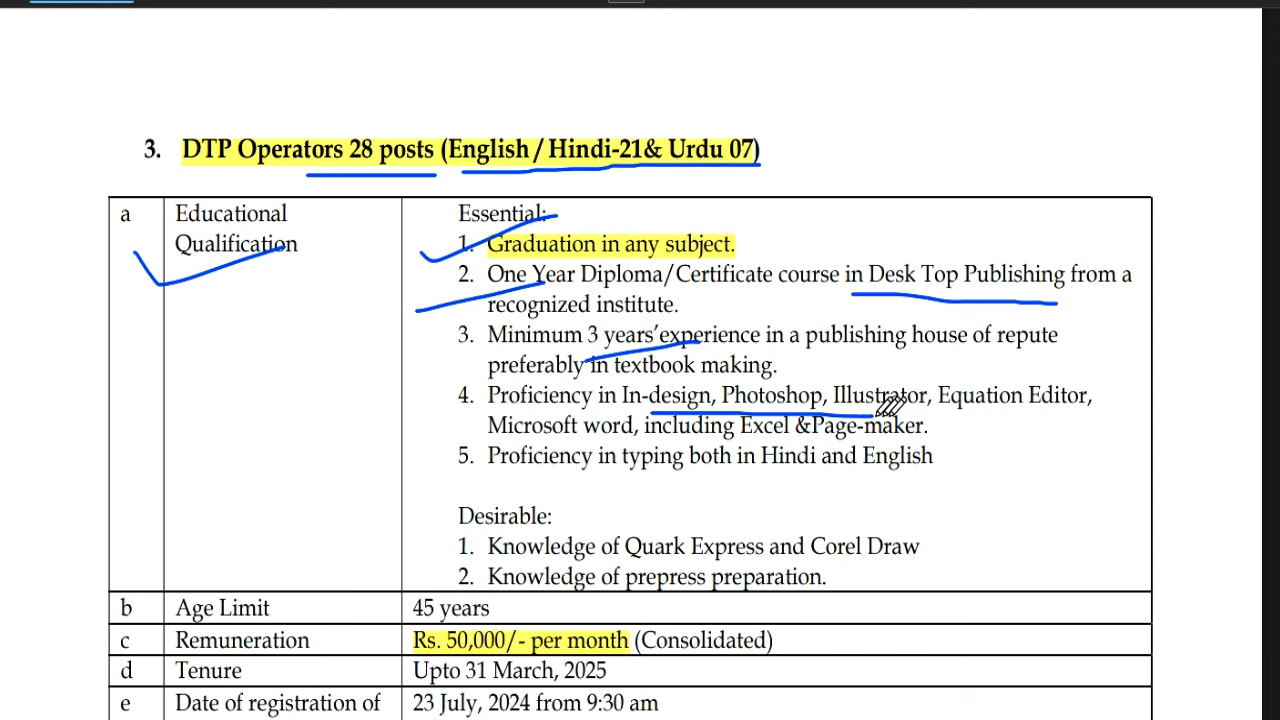 3. DTP Operators 28 posts (English / Hindi-21& Urdu 07)
a Educational Qualification Essential:
1. Graduation in any subject.
2. One Year Diploma/Certificate course in Desk Top Publishing from a
recognized institute.
3. Minimum 3 years’experience in a publishing house of repute
preferably in textbook making.
4. Proficiency in In-design, Photoshop, Illustrator, Equation Editor,
Microsoft word, including Excel &Page-maker.
5. Proficiency in typing both in Hindi and English
Desirable:
1. Knowledge of Quark Express and Corel Draw
2. Knowledge of prepress preparation.
b Age Limit 45 years
c Remuneration Rs. 50,000/- per month (Consolidated)
d Tenure Upto 31 March, 2025
e Date of registration of 23 July, 2024 from 9:30 am